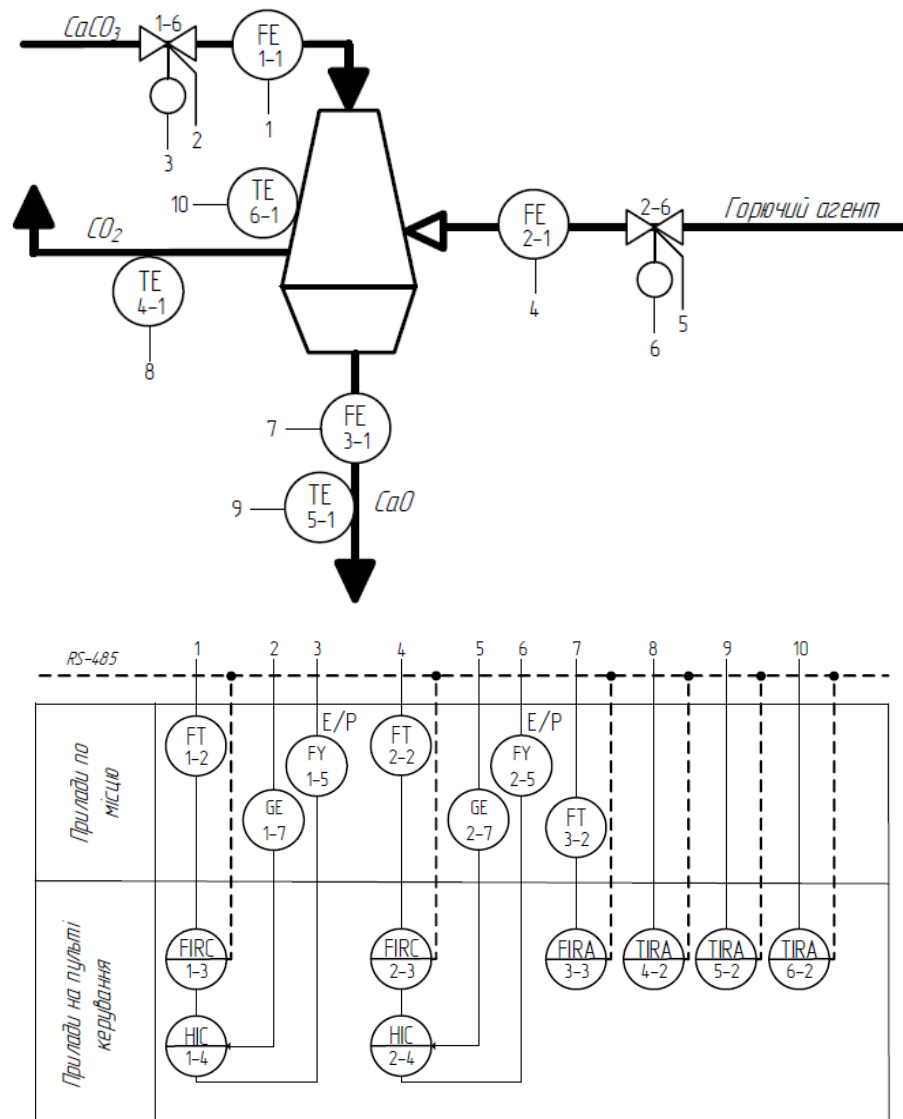 CaCO₃
1-6
FE
1-1
3
2
1
10
TE
6-1
CO₂
TE
4-1
8
FE
2-1
4
2-6
Горючий агент
6
5
7
FE
3-1
9
TE
5-1
CaO
RS-485
1
2
3
4
5
6
7
8
9
10
Прилади по
місцю
FT
1-2
GE
1-7
E/P
FY
1-5
FT
2-2
GE
2-7
E/P
FY
2-5
FT
3-2
Прилади на пульті
керування
FIRC
1-3
FIRC
2-3
FIRA
3-3
TIRA
4-2
TIRA
5-2
TIRA
6-2
HIC
1-4
HIC
2-4